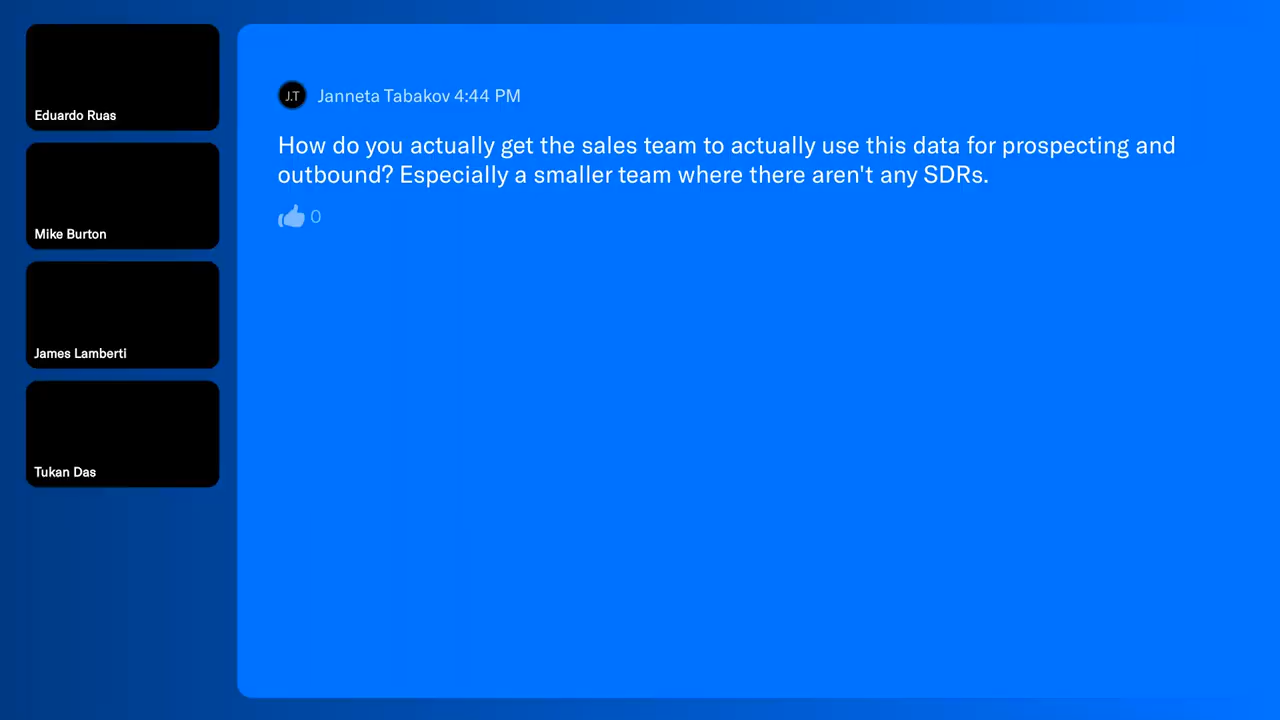 Eduardo Ruas
Mike Burton
James Lamberti
Tukan Das
J.T Janneta Tabakov 4:44 PM
How do you actually get the sales team to actually use this data for prospecting and
outbound? Especially a smaller team where there aren't any SDRs.
0